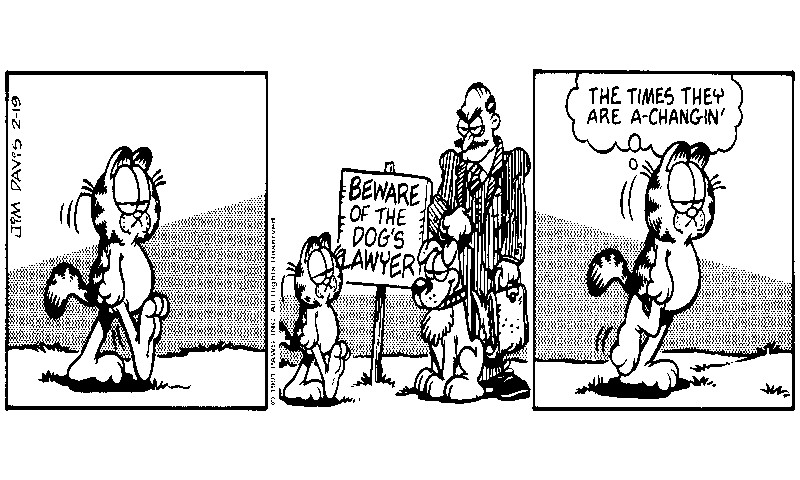 JIM DAVIS 2-19
BEWARE
OF THE
DOG'S
LAWYER
THE TIMES THEY
ARE A-CHANGIN'